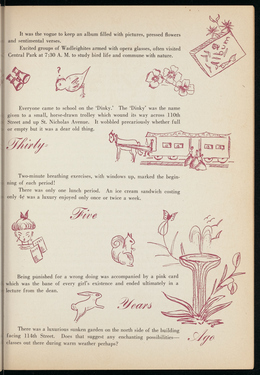 It was the vogue to keep an album filled with pictures, pressed flowers
and sentimental verses.
Excited groups of Wadleighites armed with opera glasses, often visited
Central Park at 7:30 A. M. to study bird life and commune with nature.
Album
Everyone came to school on the 'Dinky.' The 'Dinky' was the name
given to a small, horse-drawn trolley which wound its way across 110th
Street and up St. Nicholas Avenue. It wobbled precariously whether full
or empty but it was a dear old thing.
Thirty-
Two-minute breathing exercises, with windows up, marked the begin-
ning of each period!
There was only one lunch period. An ice cream sandwich costing
only 5c was a luxury enjoyed only once or twice a week.
Five
Being punished for a wrong doing was accompanied by a pink card
which was the bane of every girl's existence and ended ultimately in a
lecture from the dean.
Years
There was a luxurious sunken garden on the south side of the building
facing 114th Street. Does that suggest any enchanting possibilities—
classes out there during warm weather perhaps?
Ago